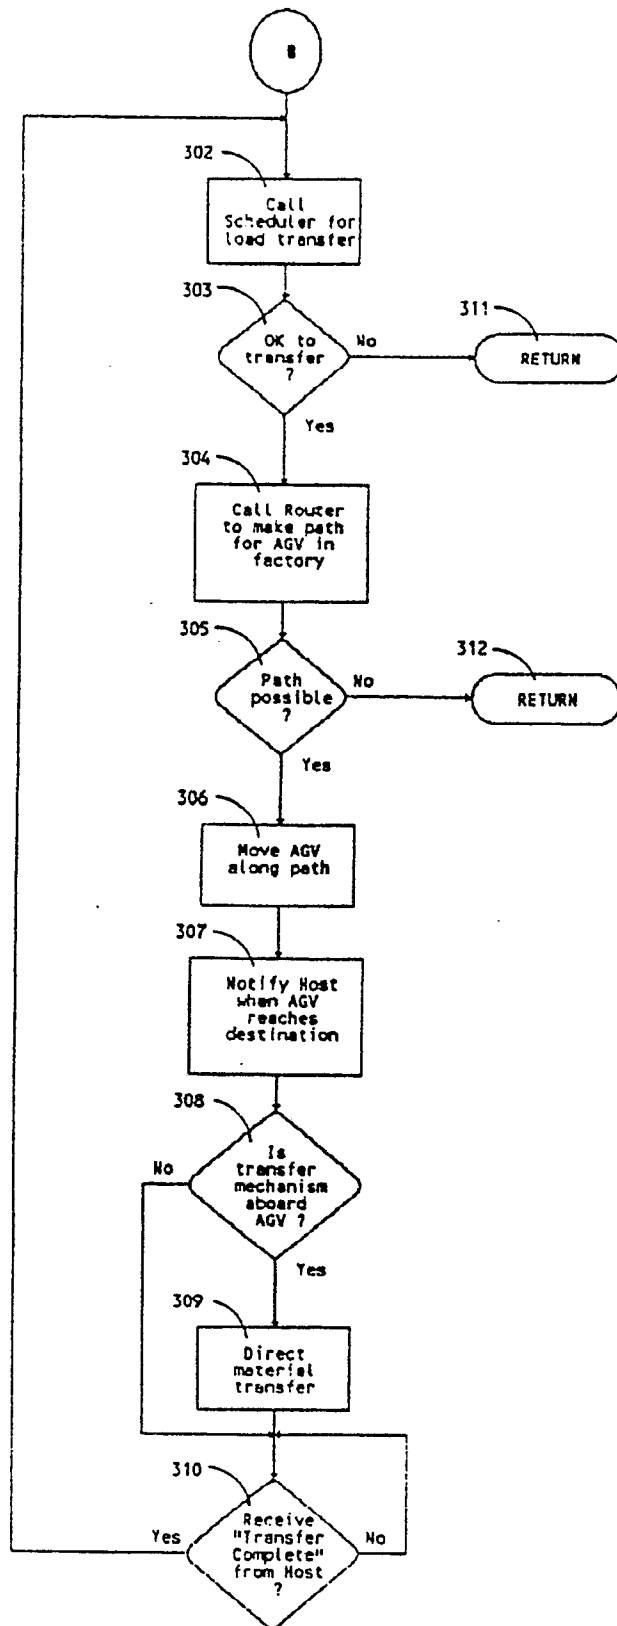 B
302
Call
Scheduler for
load transfer
303
OK to
transfer
?
No
311
RETURN
Yes
304
Call Router
to make path
for AGV in
factory
305
Path
possible
?
No
312
RETURN
Yes
306
Move AGV
along path
307
Notify Host
when AGV
reaches
destination
308
Is
transfer
mechanism
aboard
AGV ?
No
Yes
309
Direct
material
transfer
310
Receive
"Transfer
Complete"
from Host
?
Yes
No